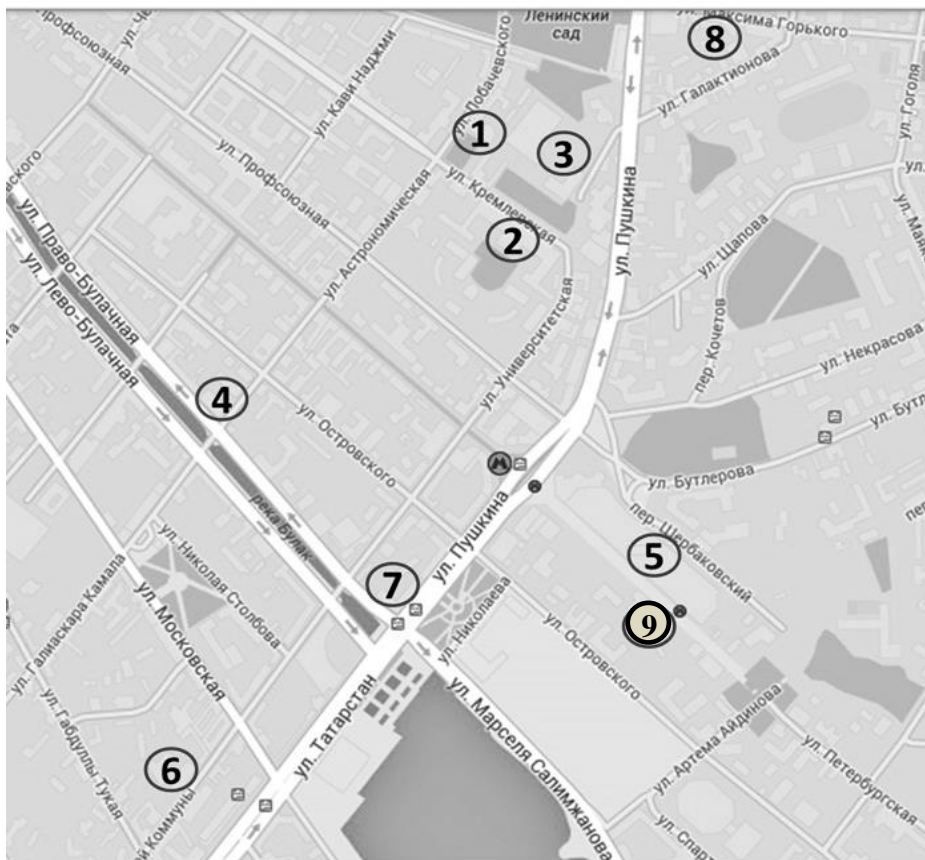 Ленинский
сад
ул. Максима Горького
8
ул. Галактионова
ул. Гоголя
ул. Профсоюзная
ул. Кави Наджми
ул. Лобачевского
1
3
ул. Профсоюзная
ул. Кремлевская
2
ул. Астрономическая
ул. Пушкина
ул. Щапова
ул. Право-Булачная
ул. Лево-Булачная
ул. Университетская
пер. Кочетов
ул. Некрасова
4
ул. Островского
ул. Бутлерова
река Булак
ул. Пушкина
пер. Щербаковский
5
ул. Николая Столбова
7
ул. Николаева
9
ул. Галиаскара Камала
ул. Московская
ул. Островского
ул. Татарстан
ул. Марселя Салимжанова
ул. Артема Айдинова
ул. Петербургская
ул. Габдуллы Тукая
6